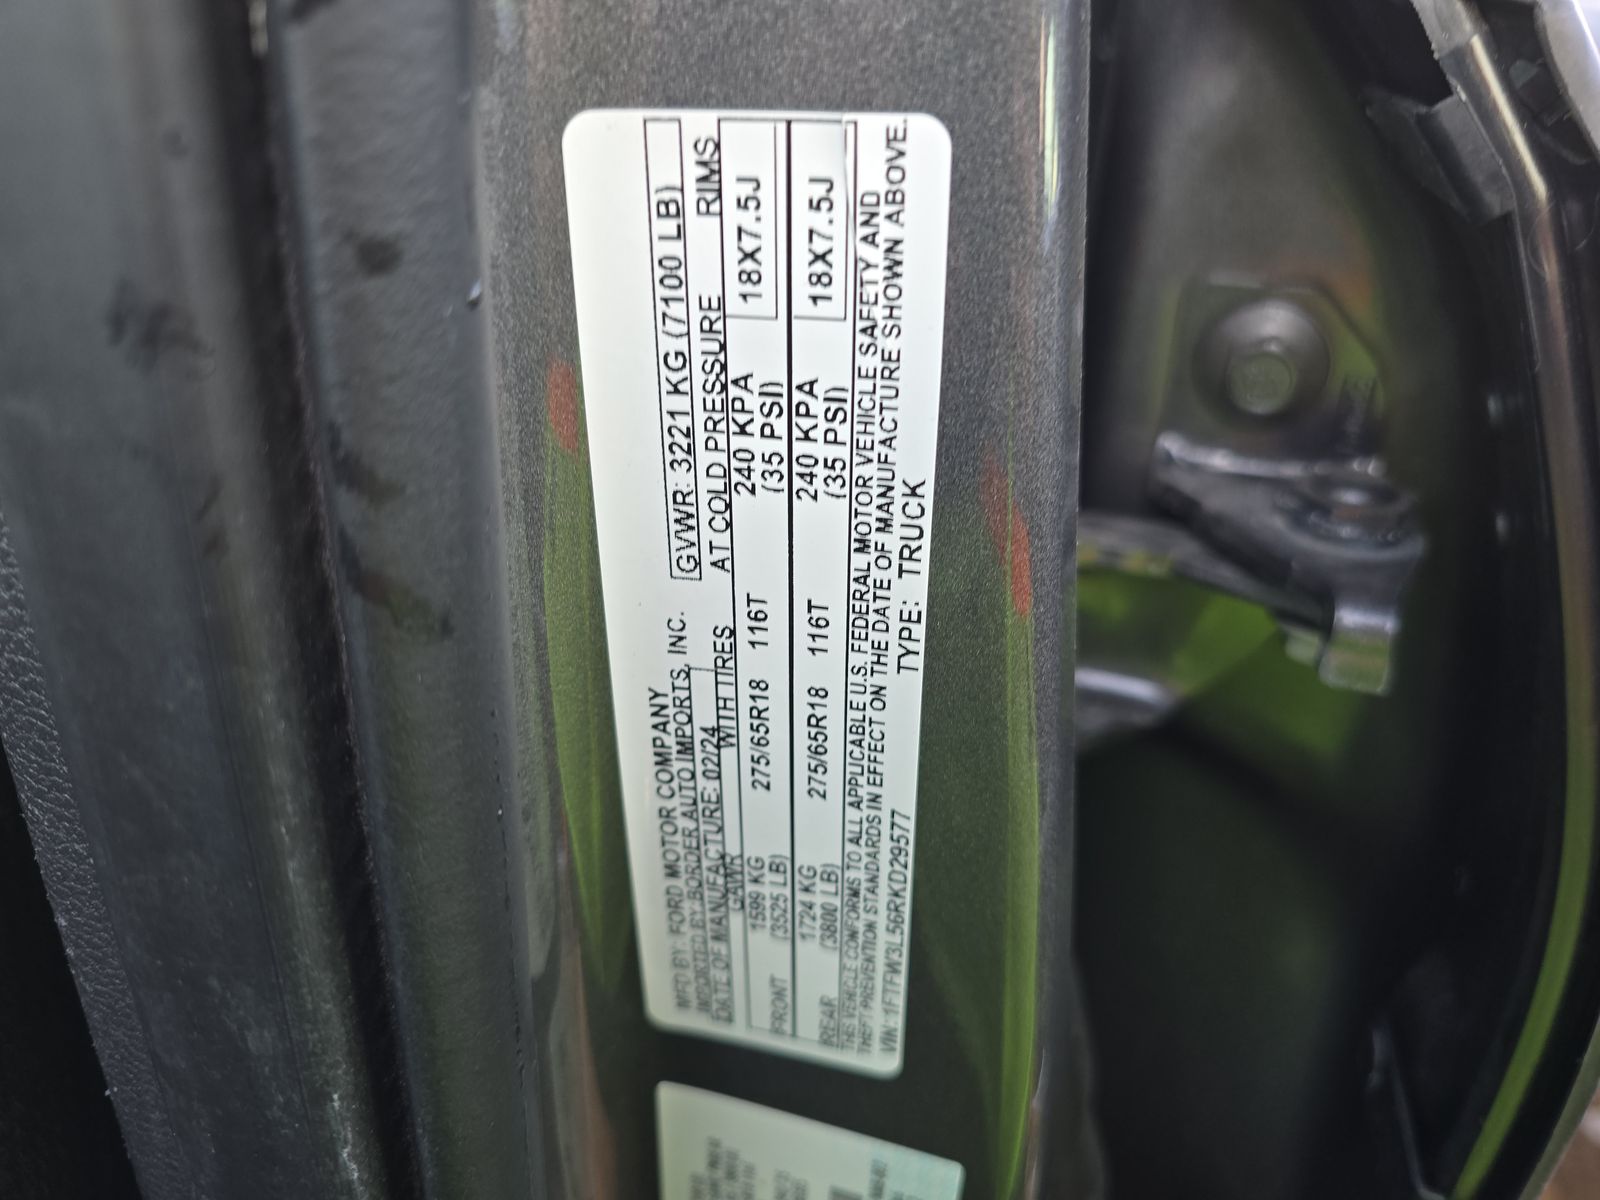 MFD BY: FORD MOTOR COMPANY
IMPORTED BY: BORDER AUTO IMPORTS, INC.
DATE OF MANUFACTURE: 02/24 GVWR: 3221 KG (7100 LB)
GAWR WITH TIRES AT COLD PRESSURE RIMS
FRONT 1599 KG 275/65R18 116T 240 KPA 18X7.5J
(3525 LB) (35 PSI)
REAR 1724 KG 275/65R18 116T 240 KPA 18X7.5J
(3800 LB) (35 PSI)
THIS VEHICLE CONFORMS TO ALL APPLICABLE U.S. FEDERAL MOTOR VEHICLE SAFETY AND
THEFT PREVENTION STANDARDS IN EFFECT ON THE DATE OF MANUFACTURE SHOWN ABOVE.
VIN: 1FTFW3L56RKD29577 TYPE: TRUCK